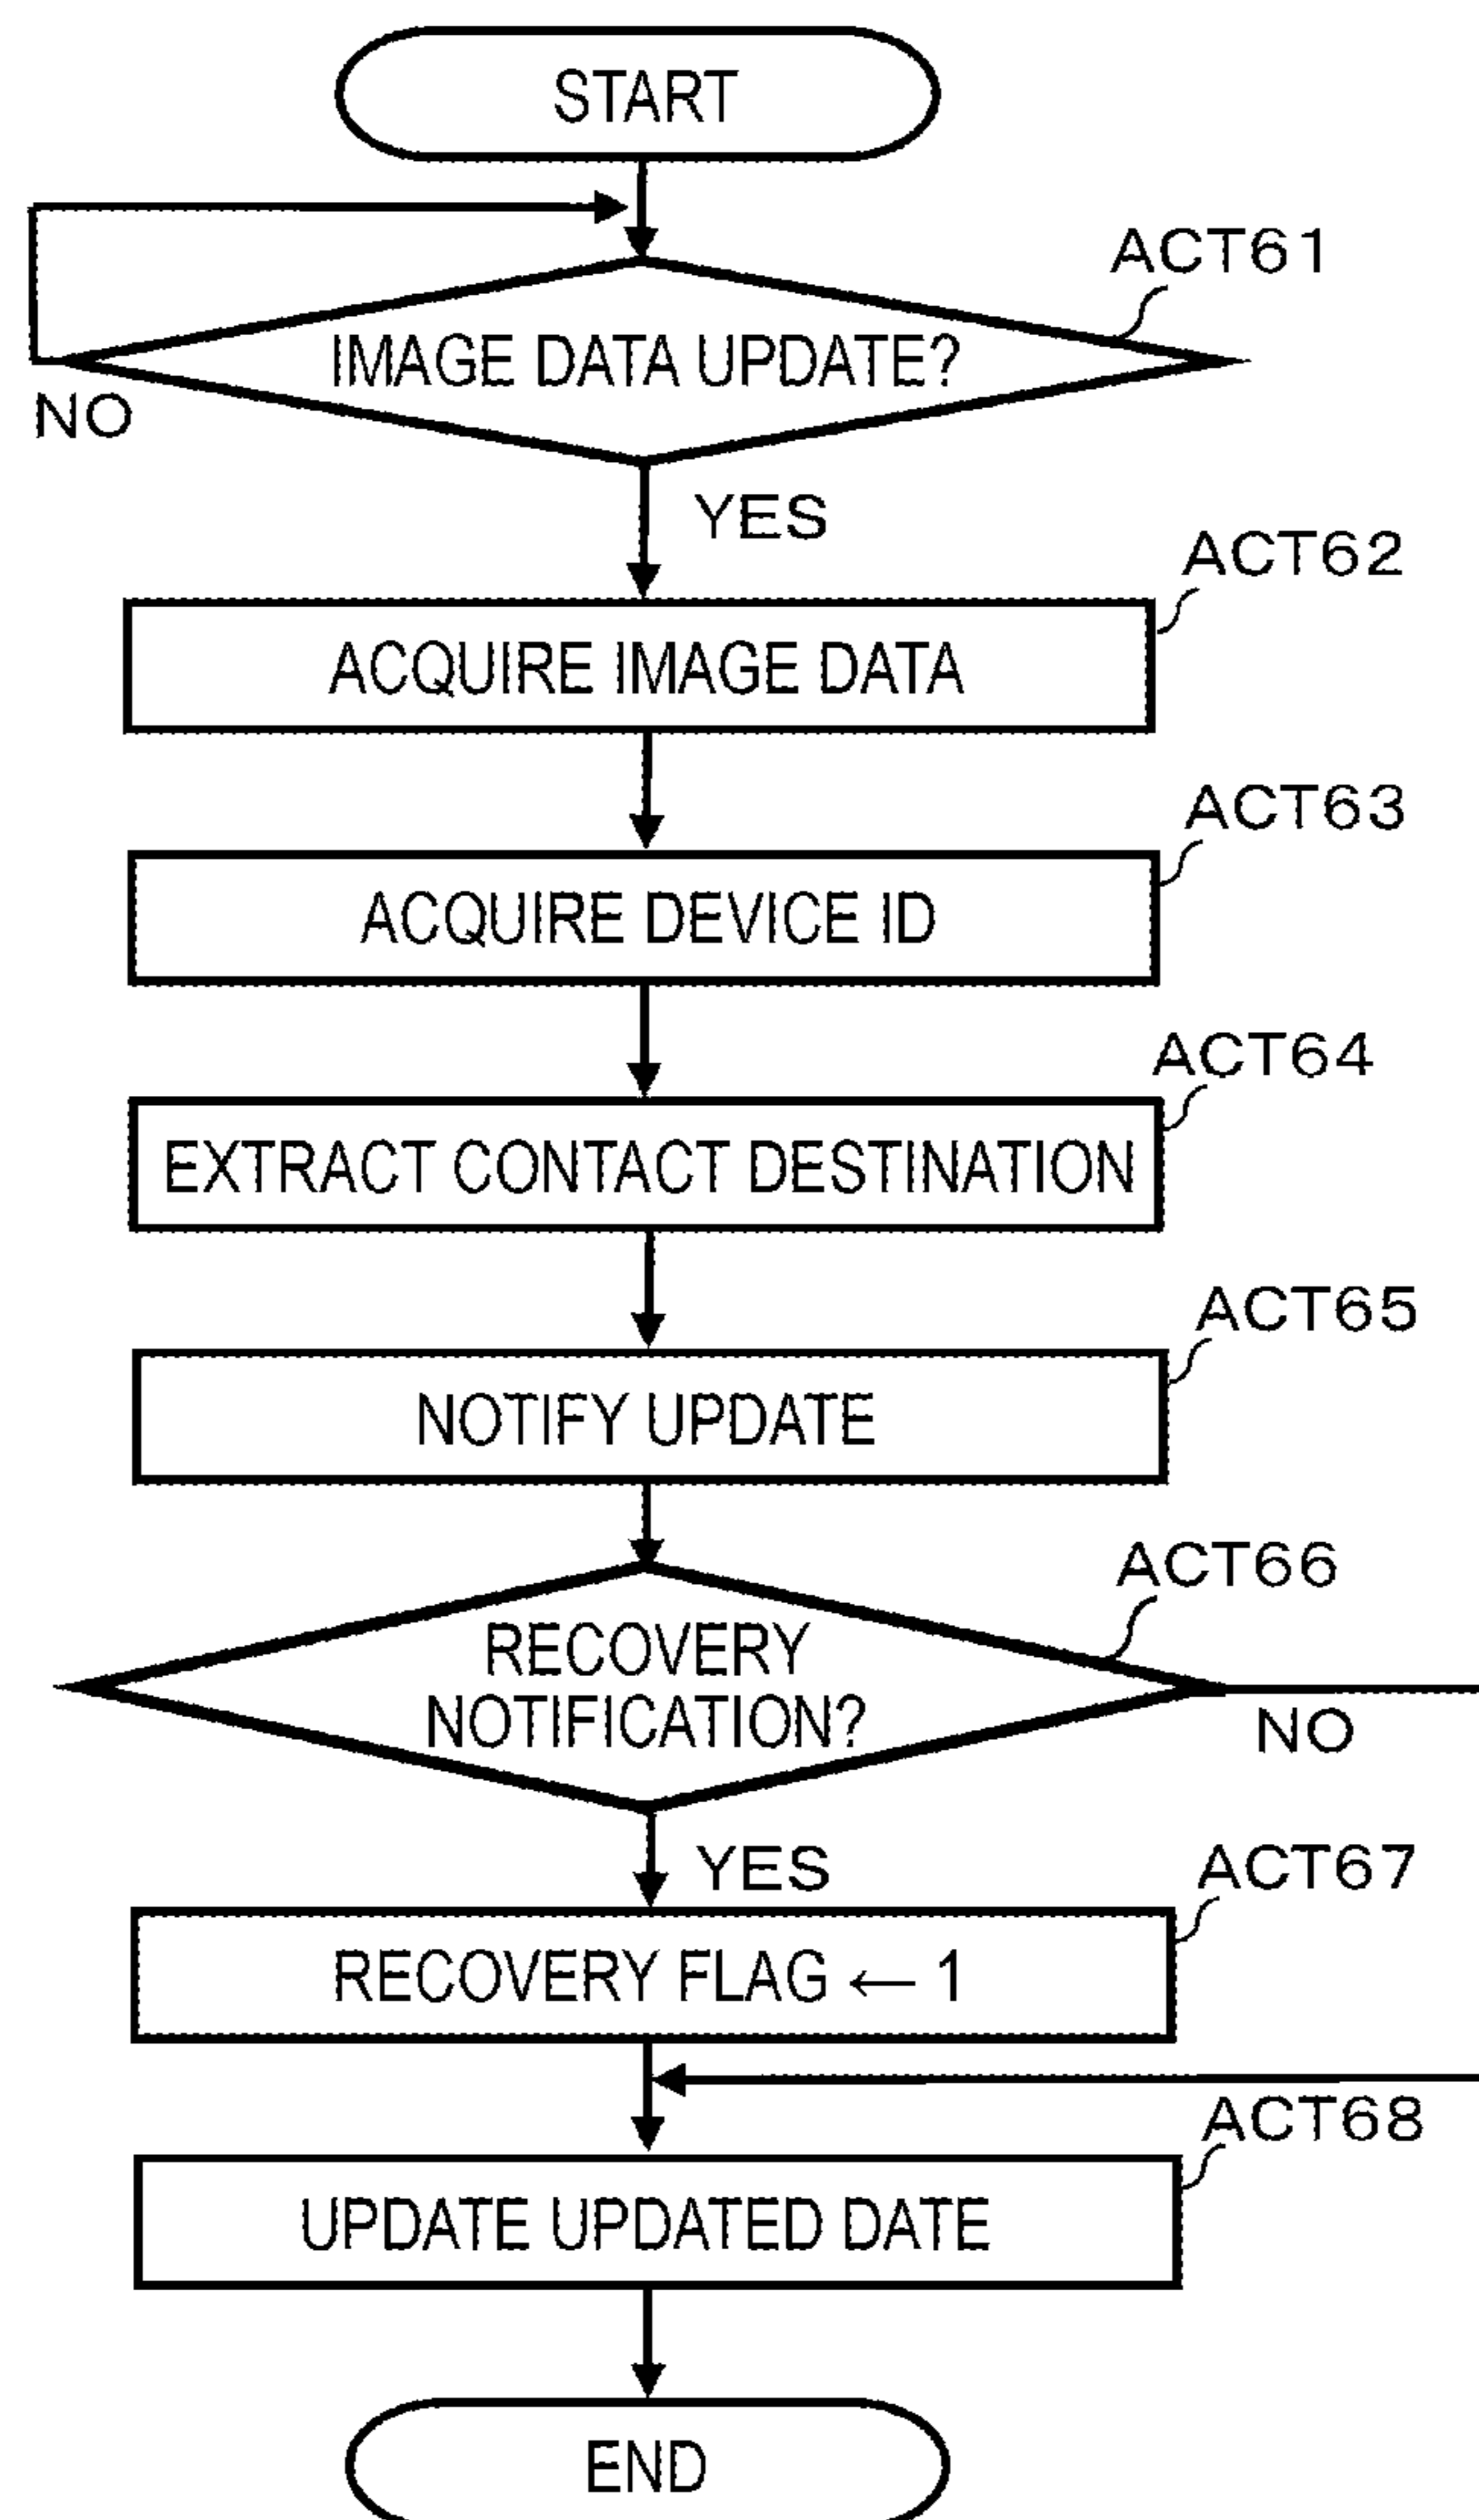 START
ACT61
IMAGE DATA UPDATE?
NO
YES
ACT62
ACQUIRE IMAGE DATA
ACT63
ACQUIRE DEVICE ID
ACT64
EXTRACT CONTACT DESTINATION
ACT65
NOTIFY UPDATE
ACT66
RECOVERY
NOTIFICATION?
NO
YES
ACT67
RECOVERY FLAG ← 1
ACT68
UPDATE UPDATED DATE
END